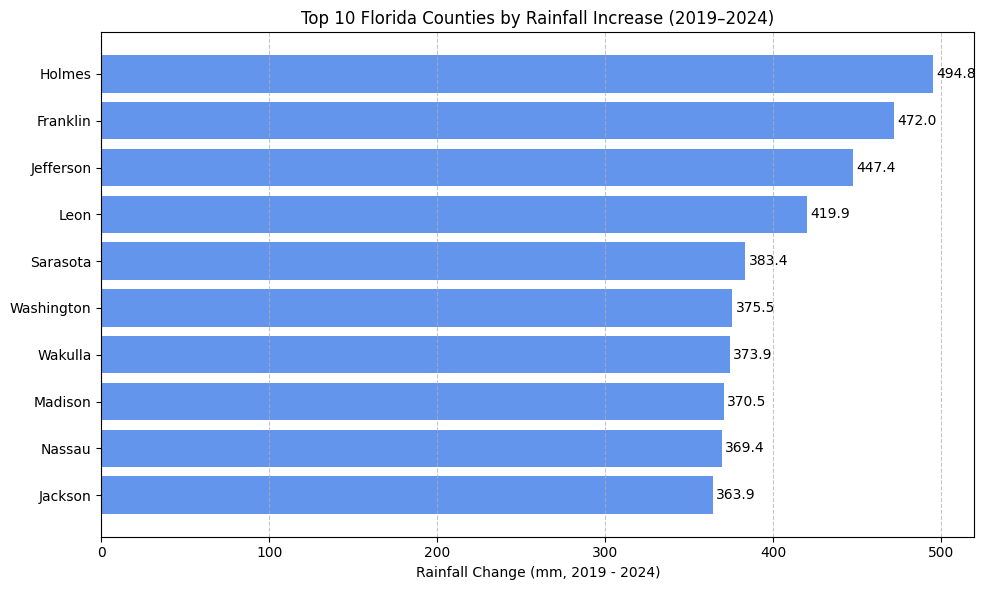 Top 10 Florida Counties by Rainfall Increase (2019–2024)
Holmes 494.8
Franklin 472.0
Jefferson 447.4
Leon 419.9
Sarasota 383.4
Washington 375.5
Wakulla 373.9
Madison 370.5
Nassau 369.4
Jackson 363.9
0 100 200 300 400 500
Rainfall Change (mm, 2019 - 2024)